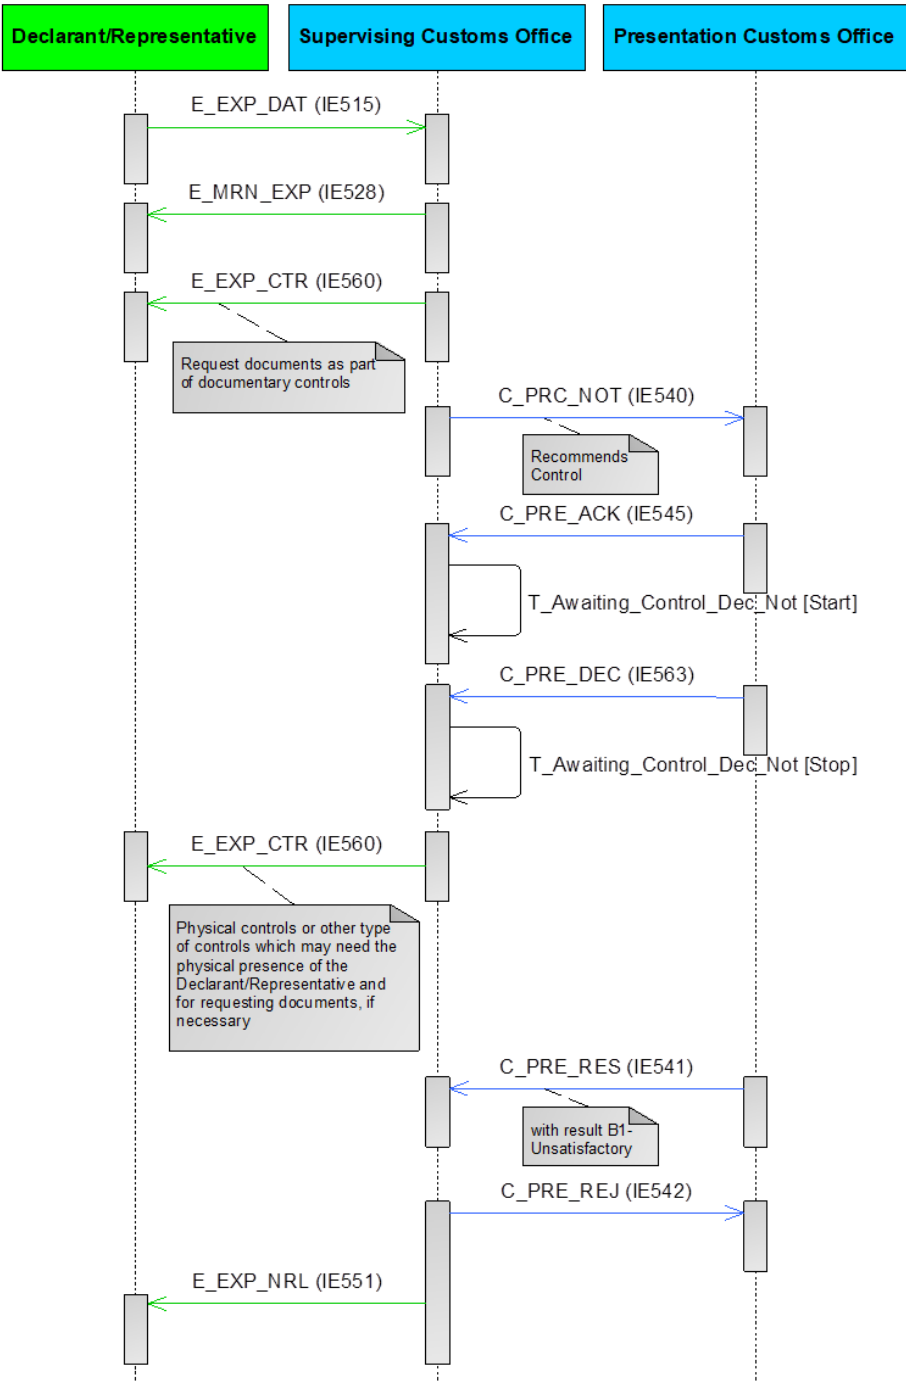 Declarant/Representative
Supervising Customs Office
Presentation Customs Office
E_EXP_DAT (IE515)
E_MRN_EXP (IE528)
E_EXP_CTR (IE560)
Request documents as part
of documentary controls
C_PRC_NOT (IE540)
Recommends
Control
C_PRE_ACK (IE545)
T_Awaiting_Control_Dec_Not [Start]
C_PRE_DEC (IE563)
T_Awaiting_Control_Dec_Not [Stop]
E_EXP_CTR (IE560)
Physical controls or other type
of controls which may need the
physical presence of the
Declarant/Representative and
for requesting documents, if
necessary
C_PRE_RES (IE541)
with result B1-
Unsatisfactory
C_PRE_REJ (IE542)
E_EXP_NRL (IE551)